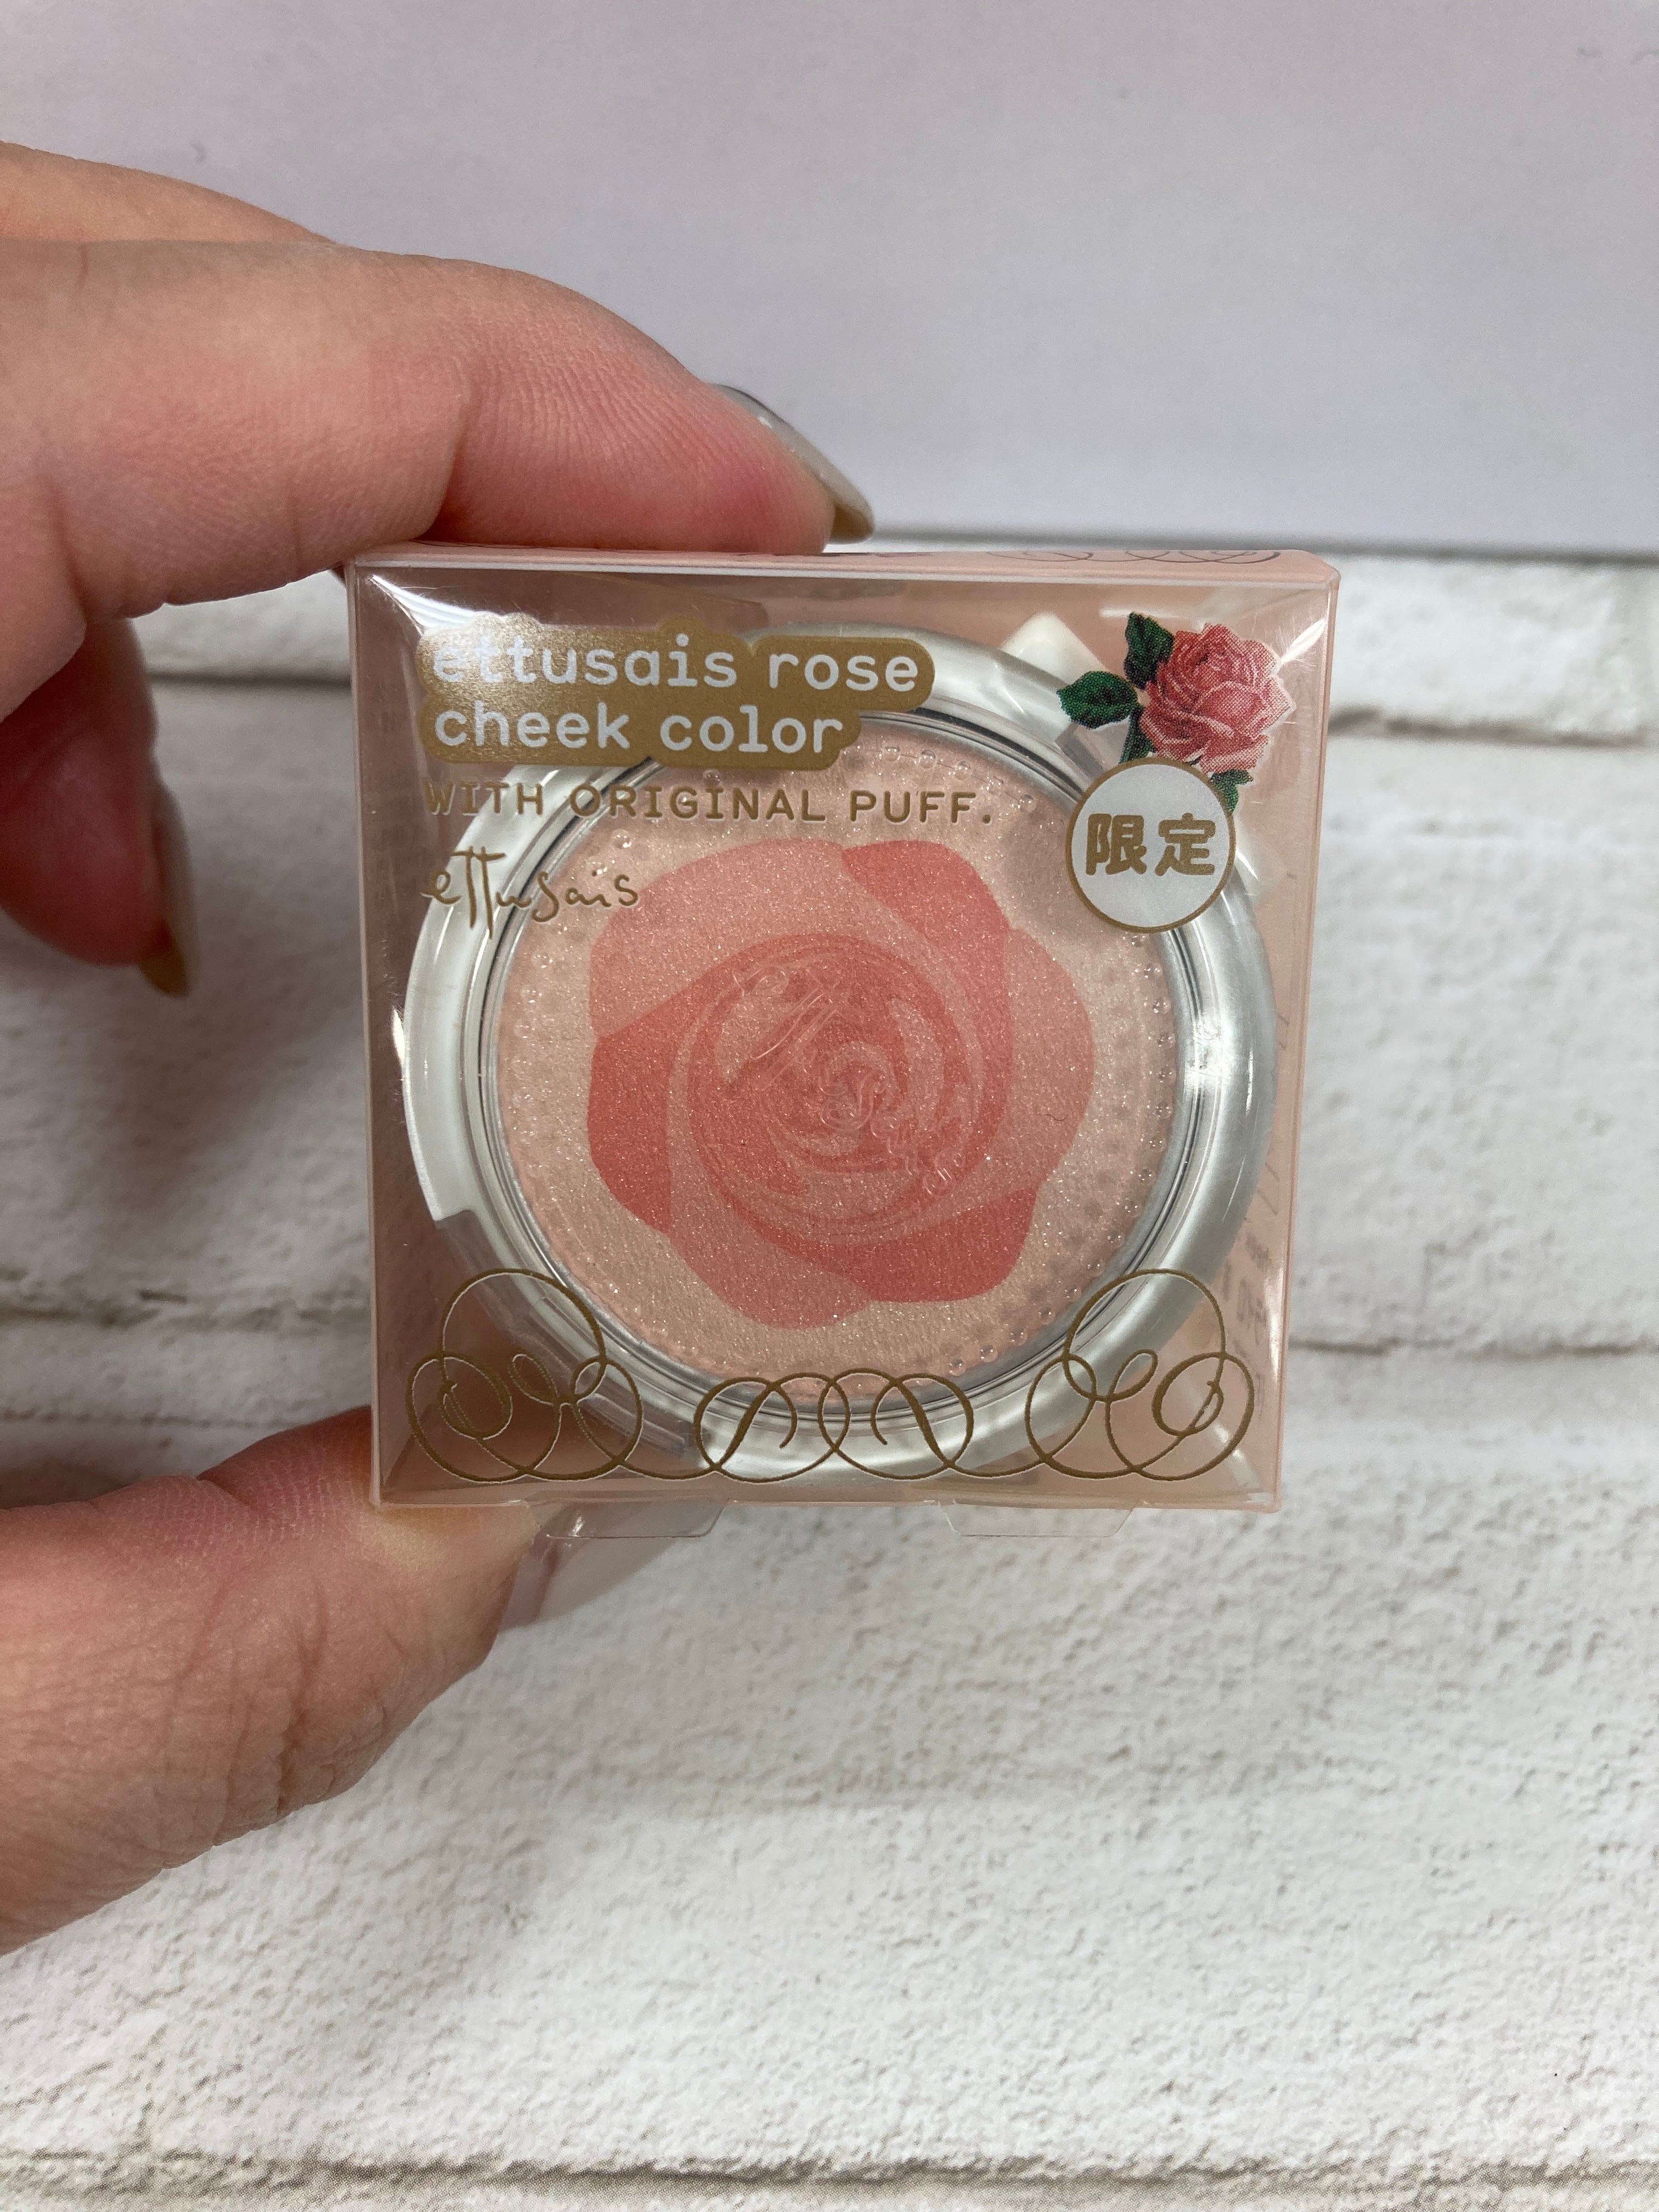 ettusais rose
cheek color
WITH ORIGINAL PUFF.
ettusais
限定